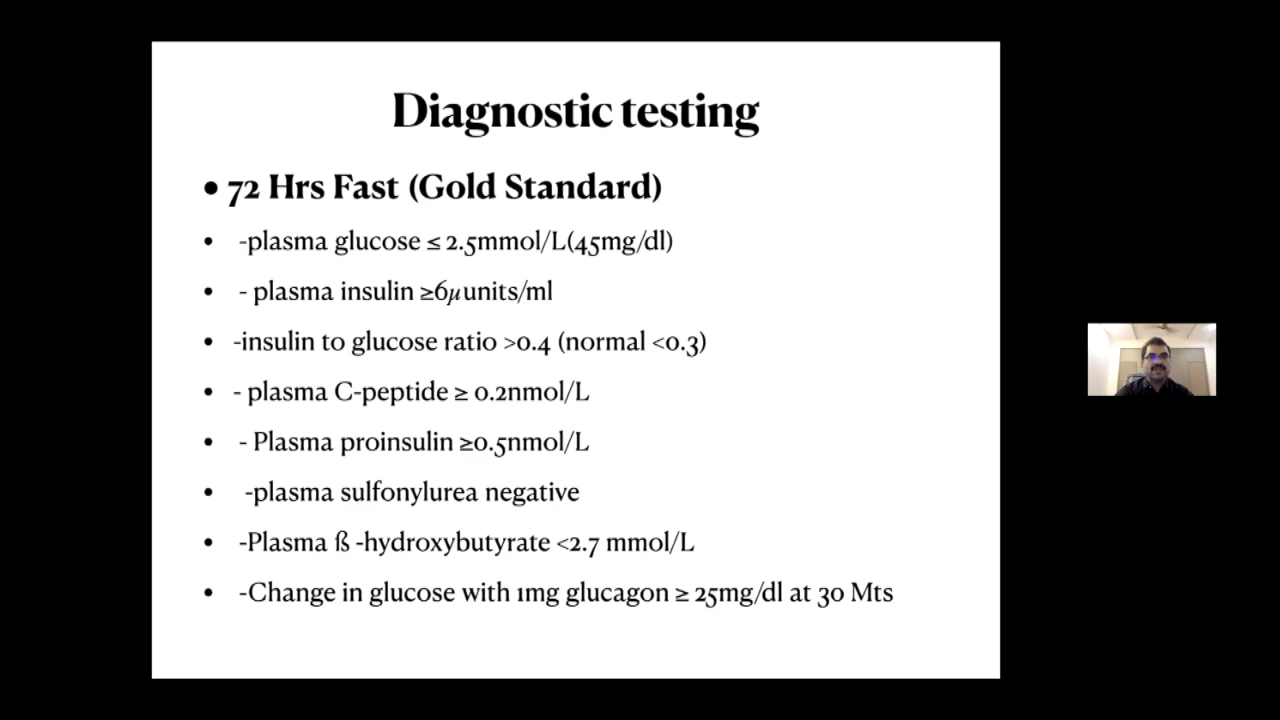 Diagnostic testing
• 72 Hrs Fast (Gold Standard)
• -plasma glucose ≤ 2.5mmol/L(45mg/dl)
• - plasma insulin ≥6μunits/ml
• -insulin to glucose ratio >0.4 (normal <0.3)
• - plasma C-peptide ≥ 0.2nmol/L
• - Plasma proinsulin ≥0.5nmol/L
• -plasma sulfonylurea negative
• -Plasma ß -hydroxybutyrate <2.7 mmol/L
• -Change in glucose with 1mg glucagon ≥ 25mg/dl at 30 Mts